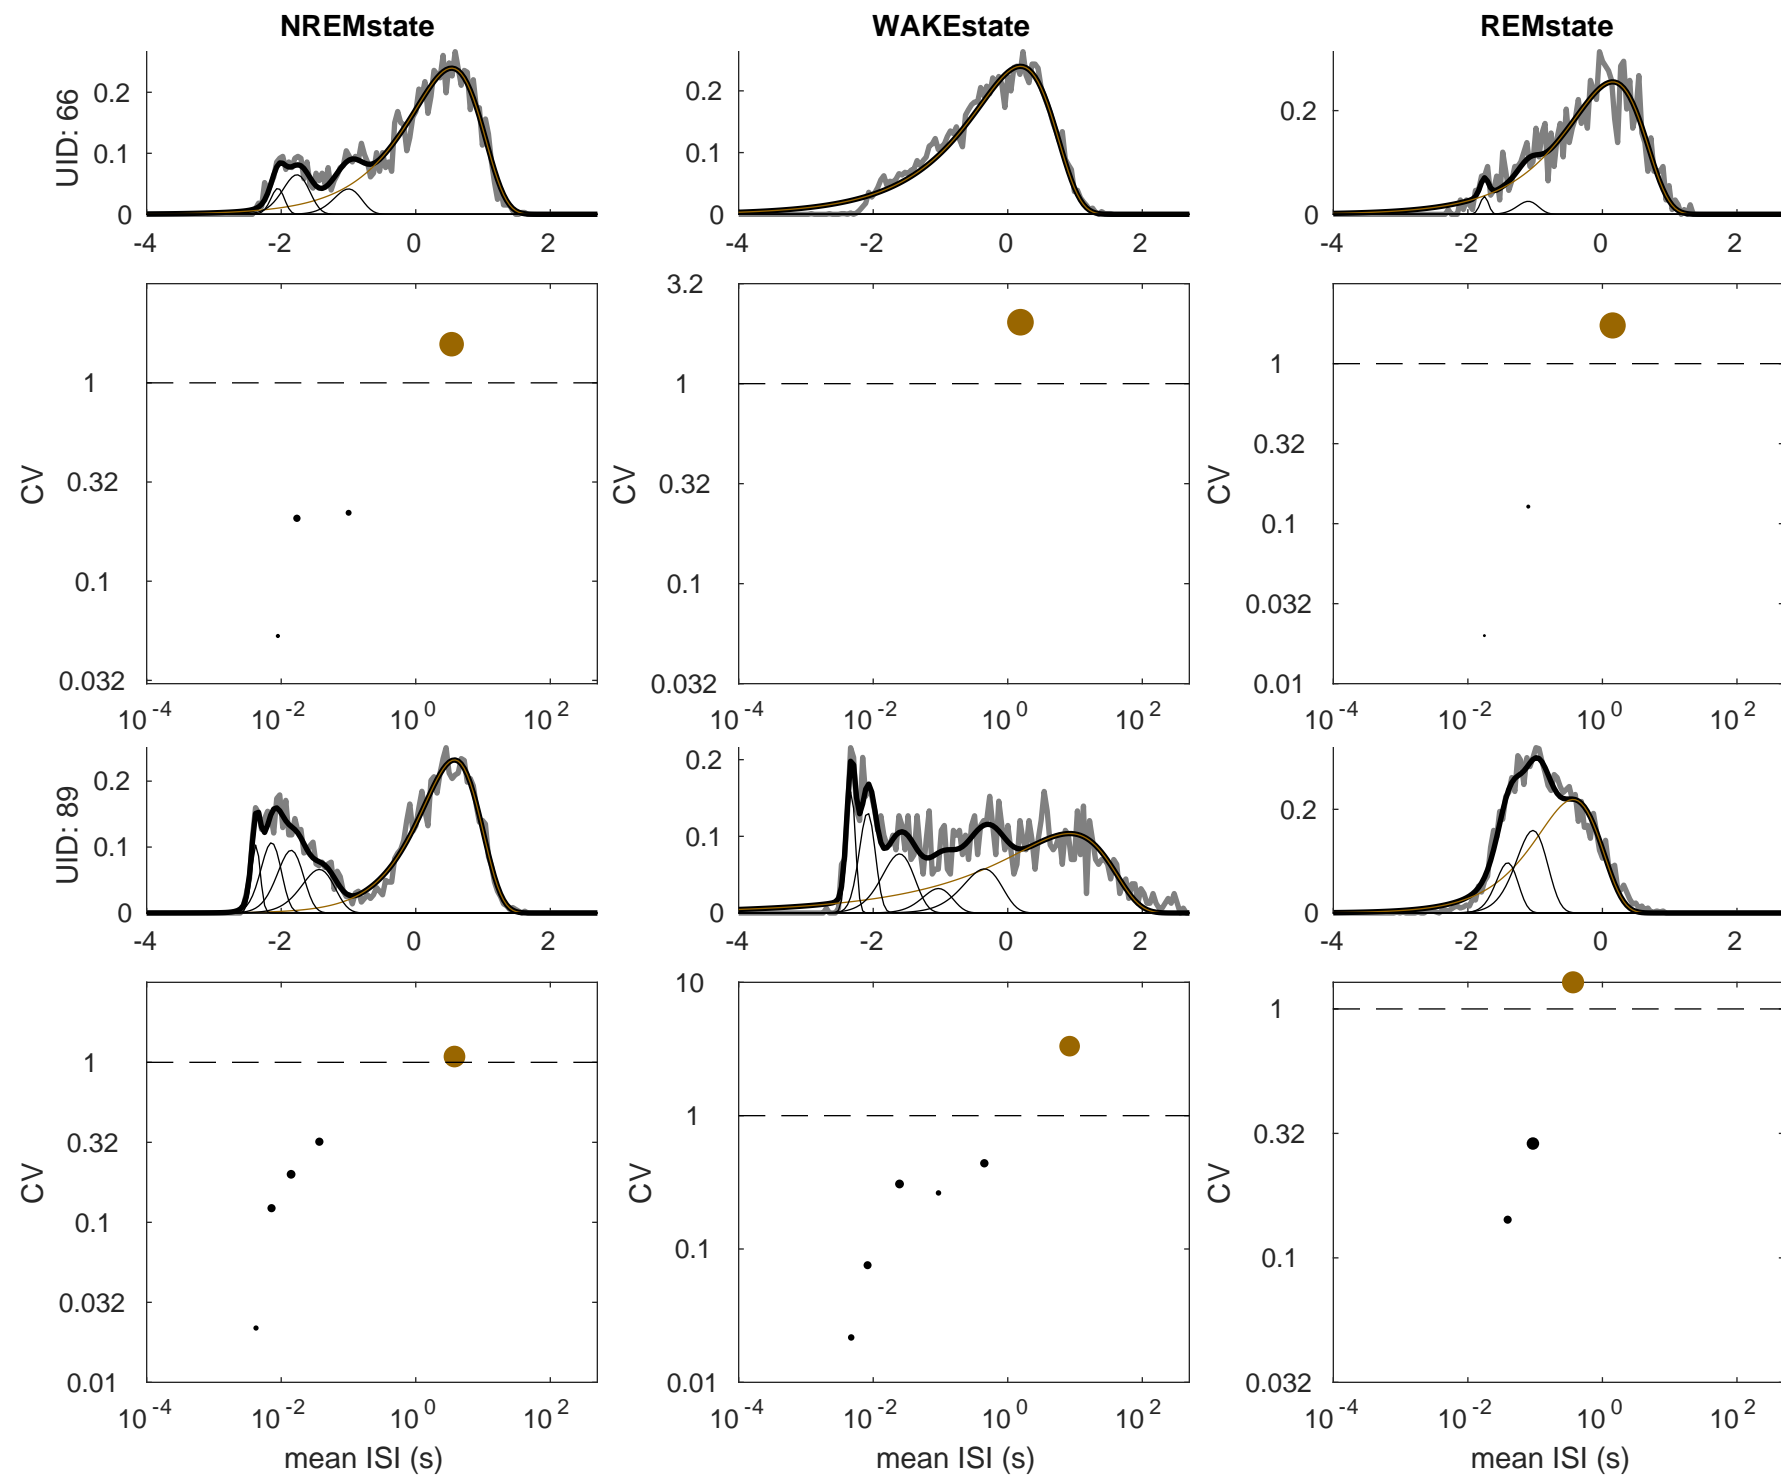 NREMstate WAKEstate REMstate
UID: 66
0.2 0.1 0
-4 -2 0 2
0.2 0.1 0
-4 -2 0 2
0.2 0
-4 -2 0 2
CV
1 0.32 0.1 0.032
10^-4 10^-2 10^0 10^2
CV
3.2 1 0.32 0.1 0.032
10^-4 10^-2 10^0 10^2
CV
1 0.32 0.1 0.032 0.01
10^-4 10^-2 10^0 10^2
UID: 89
0.2 0.1 0
-4 -2 0 2
0.2 0.1 0
-4 -2 0 2
0.2 0
-4 -2 0 2
CV
1 0.32 0.1 0.032 0.01
10^-4 10^-2 10^0 10^2
mean ISI (s)
CV
10 1 0.1 0.01
10^-4 10^-2 10^0 10^2
mean ISI (s)
CV
1 0.32 0.1 0.032
10^-4 10^-2 10^0 10^2
mean ISI (s)